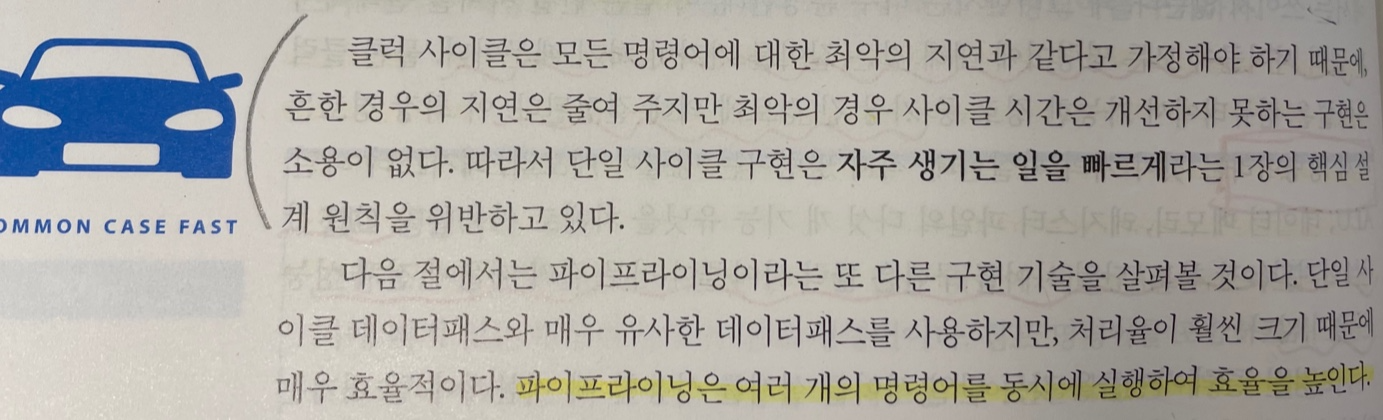 클럭 사이클은 모든 명령어에 대한 최악의 지연과 같다고 가정해야 하기 때문에,
흔한 경우의 지연은 줄여 주지만 최악의 경우 사이클 시간은 개선하지 못하는 구현은
소용이 없다. 따라서 단일 사이클 구현은 자주 생기는 일을 빠르게라는 1장의 핵심 설
계 원칙을 위반하고 있다.
OMMON CASE FAST
다음 절에서는 파이프라이닝이라는 또 다른 구현 기술을 살펴볼 것이다. 단일 사
이클 데이터패스와 매우 유사한 데이터패스를 사용하지만, 처리율이 훨씬 크기 때문에
매우 효율적이다. 파이프라이닝은 여러 개의 명령어를 동시에 실행하여 효율을 높인다.